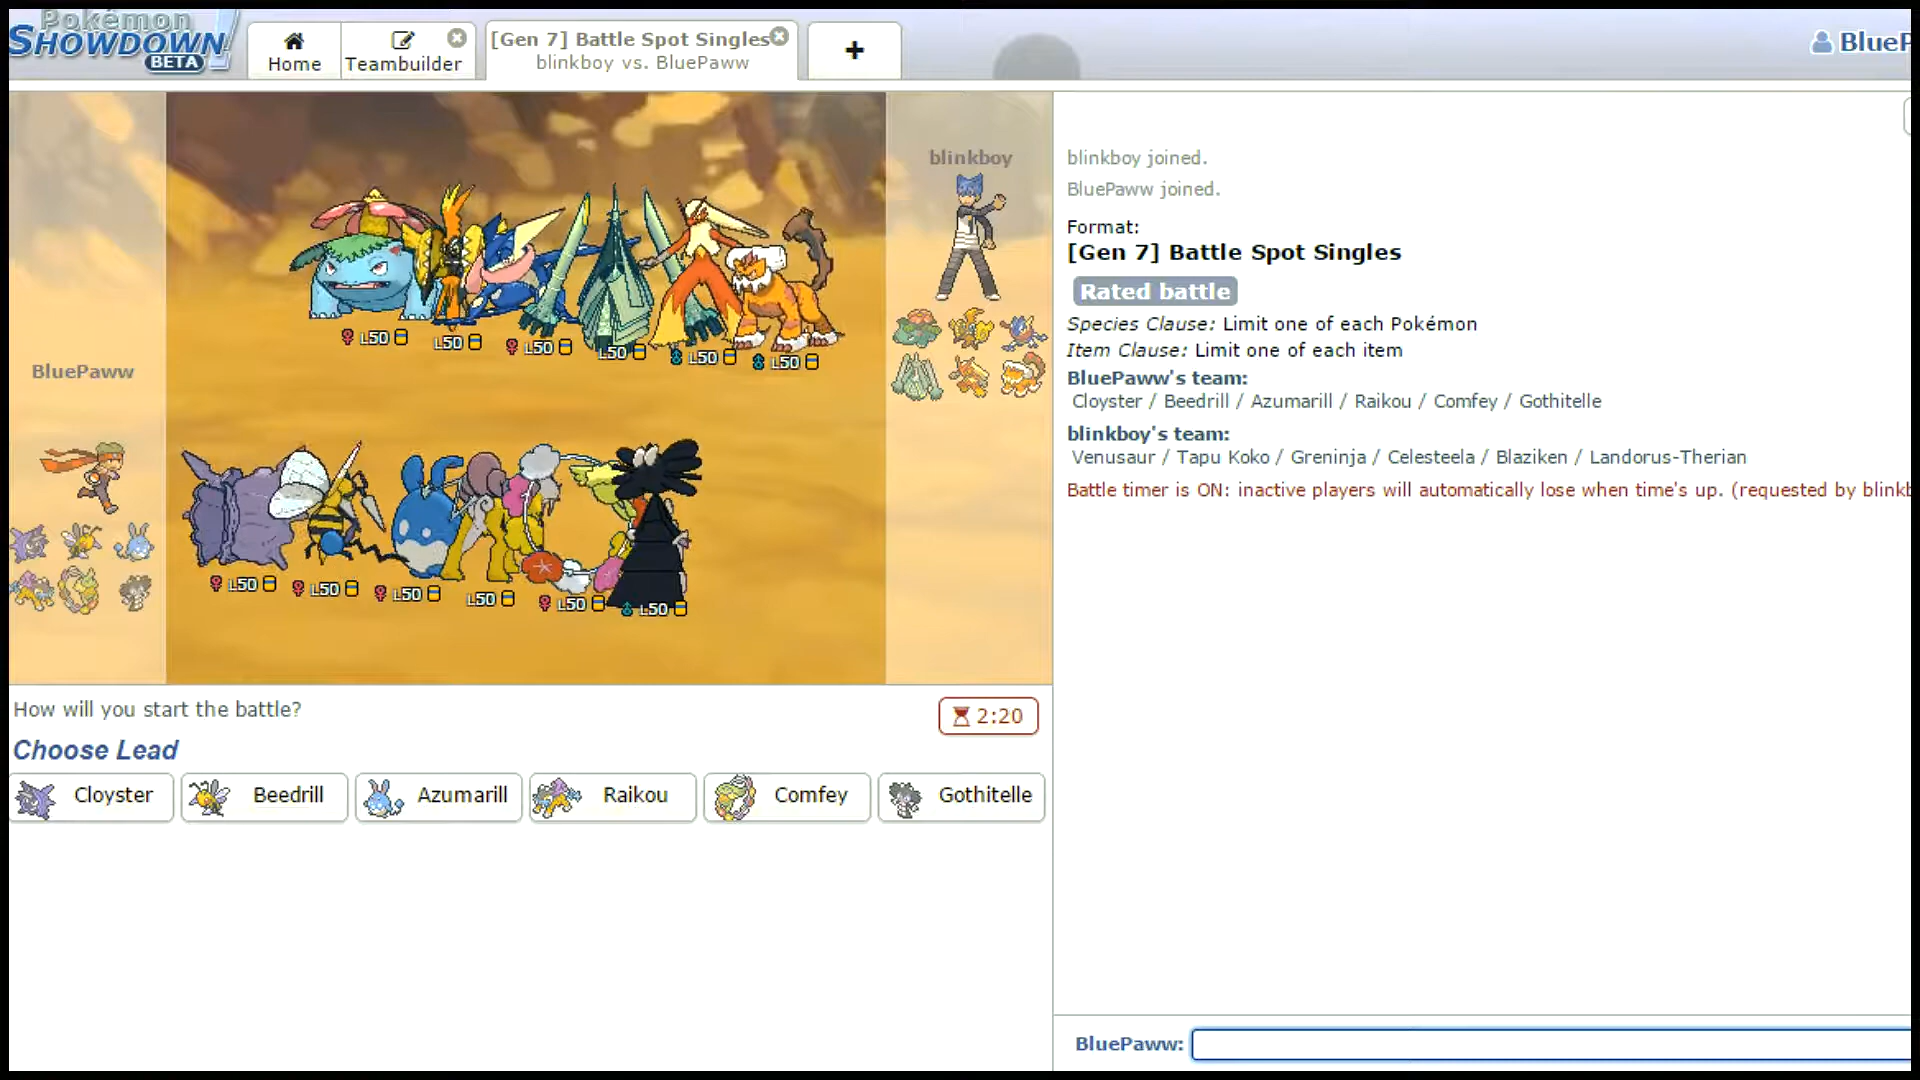 Pokémon
SHOWDOWN
BETA
Home
Teambuilder
[Gen 7] Battle Spot Singles
blinkboy vs. BluePaww
+
BlueP
blinkboy
BluePaww
L50
L50
L50
L50
L50
L50
L50
L50
L50
L50
L50
L50
blinkboy joined.
BluePaww joined.
Format:
[Gen 7] Battle Spot Singles
Rated battle
Species Clause: Limit one of each Pokémon
Item Clause: Limit one of each item
BluePaww's team:
Cloyster / Beedrill / Azumarill / Raikou / Comfey / Gothitelle
blinkboy's team:
Venusaur / Tapu Koko / Greninja / Celesteela / Blaziken / Landorus-Therian
Battle timer is ON: inactive players will automatically lose when time's up. (requested by blinkb
How will you start the battle?
2:20
Choose Lead
Cloyster
Beedrill
Azumarill
Raikou
Comfey
Gothitelle
BluePaww: